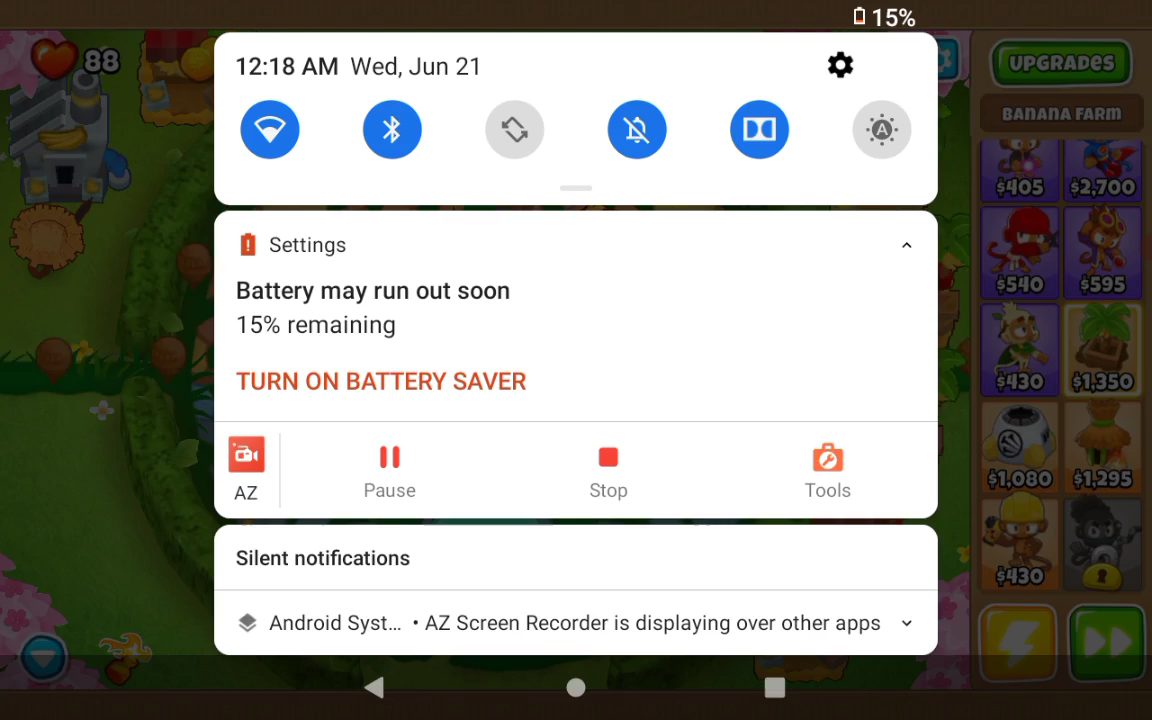 15%
88
12:18 AM Wed, Jun 21
UPGRADES
BANANA FARM
$405
$2,700
Settings
Battery may run out soon
15% remaining
TURN ON BATTERY SAVER
$540
$595
$430
$1,350
AZ
Pause
Stop
Tools
$1,080
$1,295
Silent notifications
$430
Android Syst... • AZ Screen Recorder is displaying over other apps